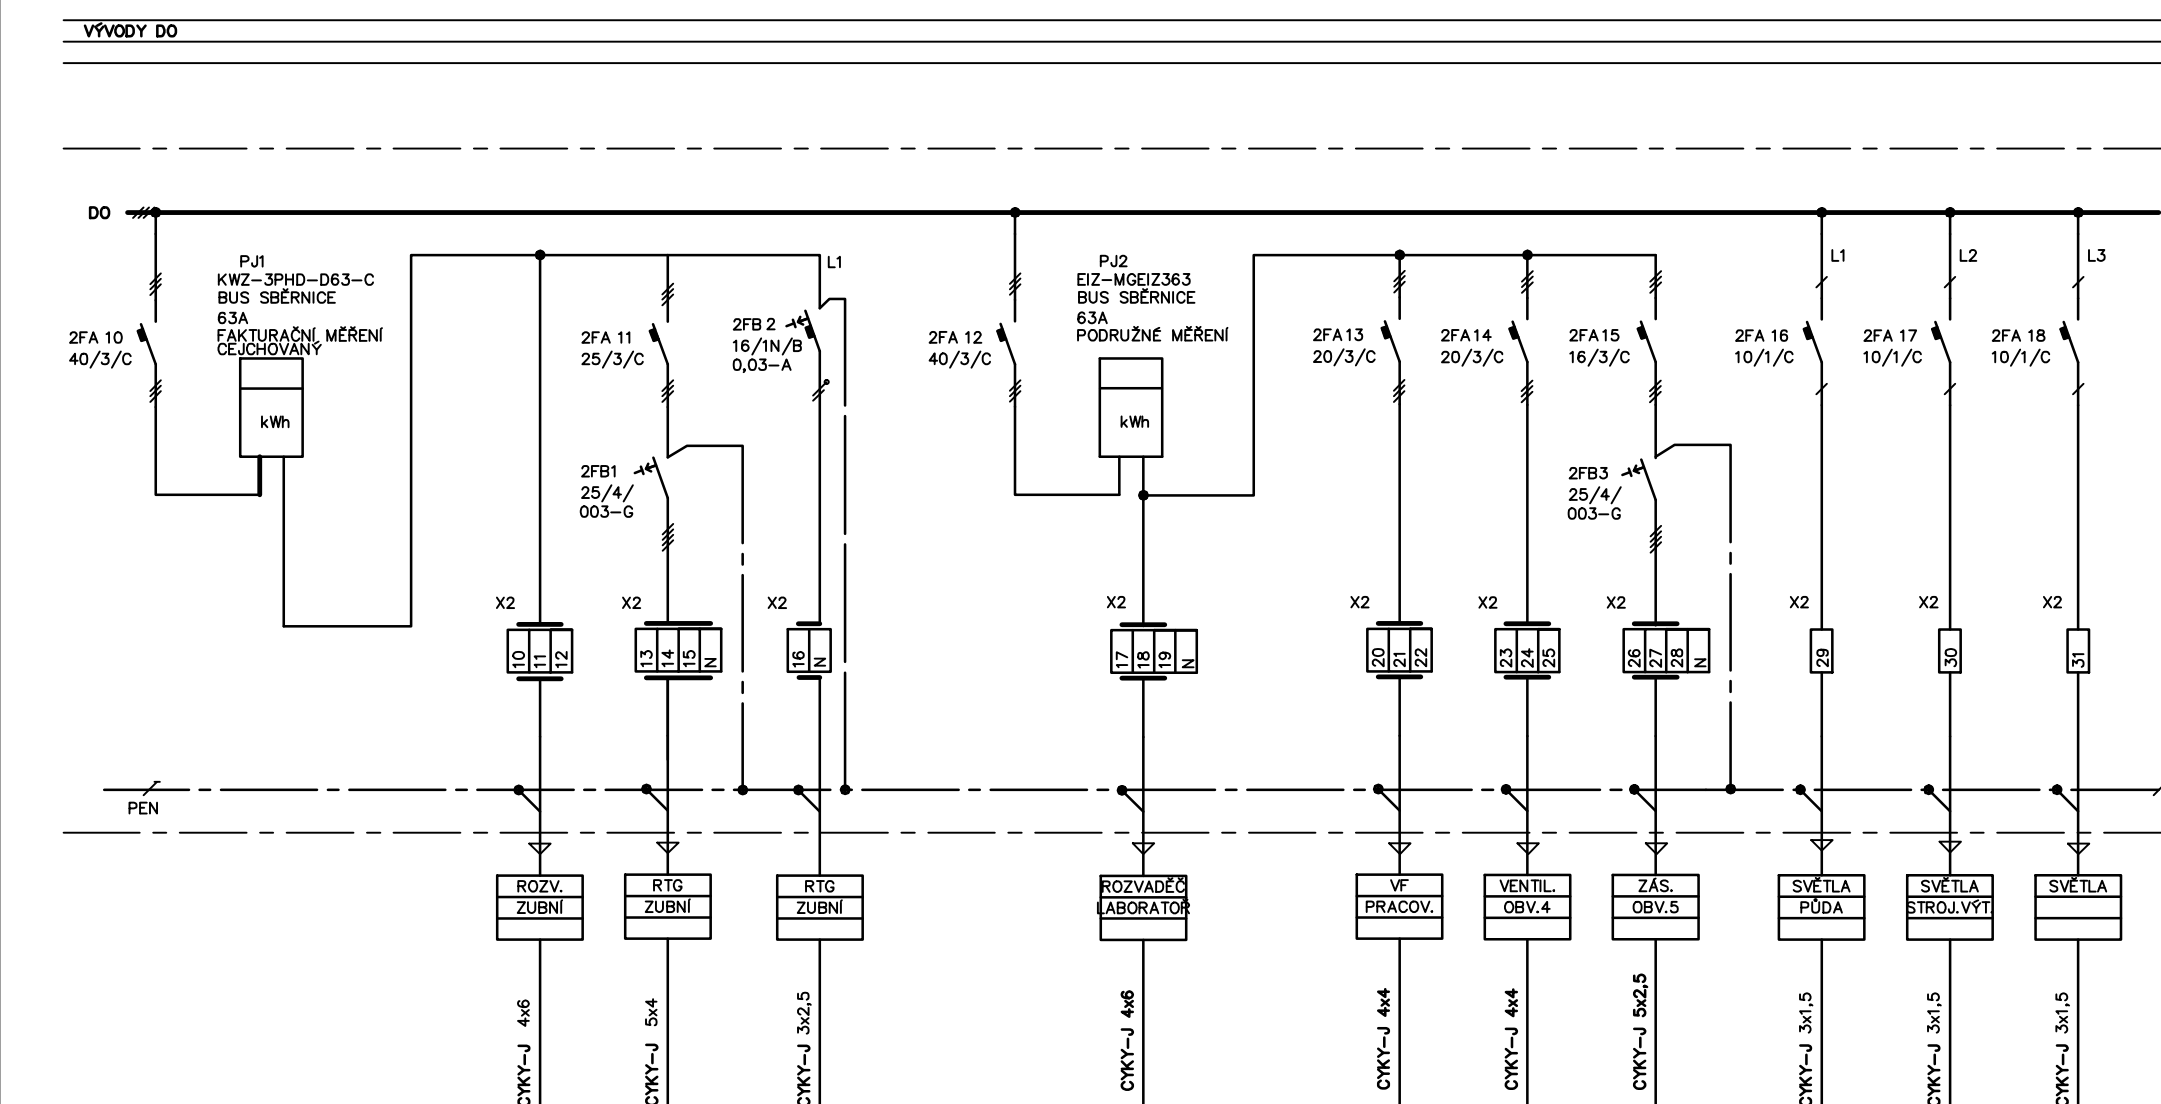 VÝVODY DO
DO
PJ1
KWZ-3PHD-D63-C
BUS SBĚRNICE
63A
FAKTURAČNÍ MĚŘENÍ
CEJCHOVANÝ
kWh
2FA 10
40/3/C
2FA 11
25/3/C
2FB1
25/4/
003-G
L1
2FB 2
16/1N/B
0,03-A
2FA 12
40/3/C
PJ2
EIZ-MGEIZ363
BUS SBĚRNICE
63A
PODRUŽNÉ MĚŘENÍ
kWh
2FA13
20/3/C
2FA14
20/3/C
2FA15
16/3/C
2FB3
25/4/
003-G
L1
2FA 16
10/1/C
L2
2FA 17
10/1/C
L3
2FA 18
10/1/C
X2 X2 X2 X2 X2 X2 X2 X2 X2 X2
10 11 12
13 14 15 N
16 N
17 18 19 N
20 21 22
23 24 25
26 27 28 N
29
30
31
PEN
ROZV.
ZUBNÍ
RTG
ZUBNÍ
RTG
ZUBNÍ
ROZVADĚČ
LABORATOŘ
VF
PRACOV.
VENTIL.
OBV.4
ZÁS.
OBV.5
SVĚTLA
PŮDA
SVĚTLA
STROJ.VÝT.
SVĚTLA
CYKY-J 4x6
CYKY-J 5x4
CYKY-J 3x2,5
CYKY-J 4x6
CYKY-J 4x4
CYKY-J 4x4
CYKY-J 5x2,5
CYKY-J 3x1,5
CYKY-J 3x1,5
CYKY-J 3x1,5